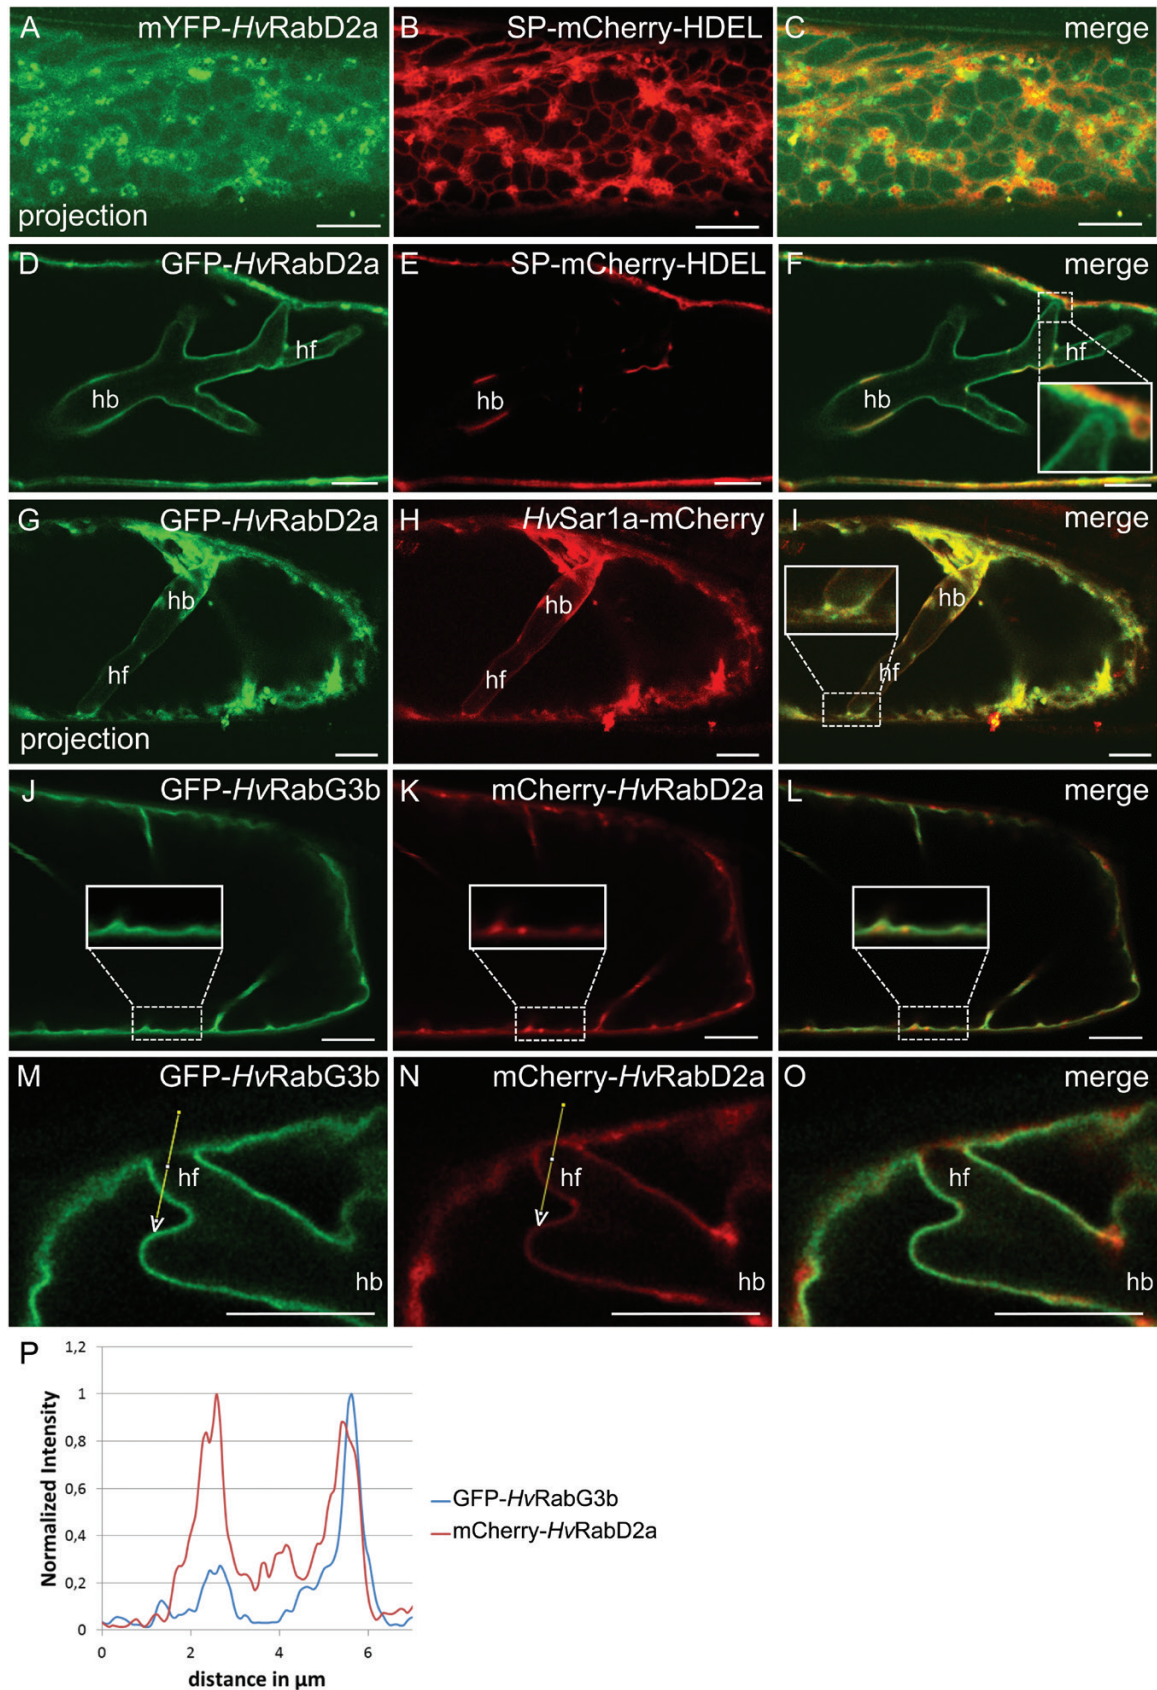 A mYFP-HvRabD2a B SP-mCherry-HDEL C merge
projection
D GFP-HvRabD2a E SP-mCherry-HDEL F merge
hf hf
hb hb hb
G GFP-HvRabD2a H HvSar1a-mCherry I merge
hb hb hb
hf hf hf
projection
J GFP-HvRabG3b K mCherry-HvRabD2a L merge
M GFP-HvRabG3b N mCherry-HvRabD2a O merge
hf hf hf
hb hb hb
P
1,2
1
0,8
0,6
0,4
0,2
0
Normalized Intensity
0 2 4 6
distance in µm
GFP-HvRabG3b
mCherry-HvRabD2a